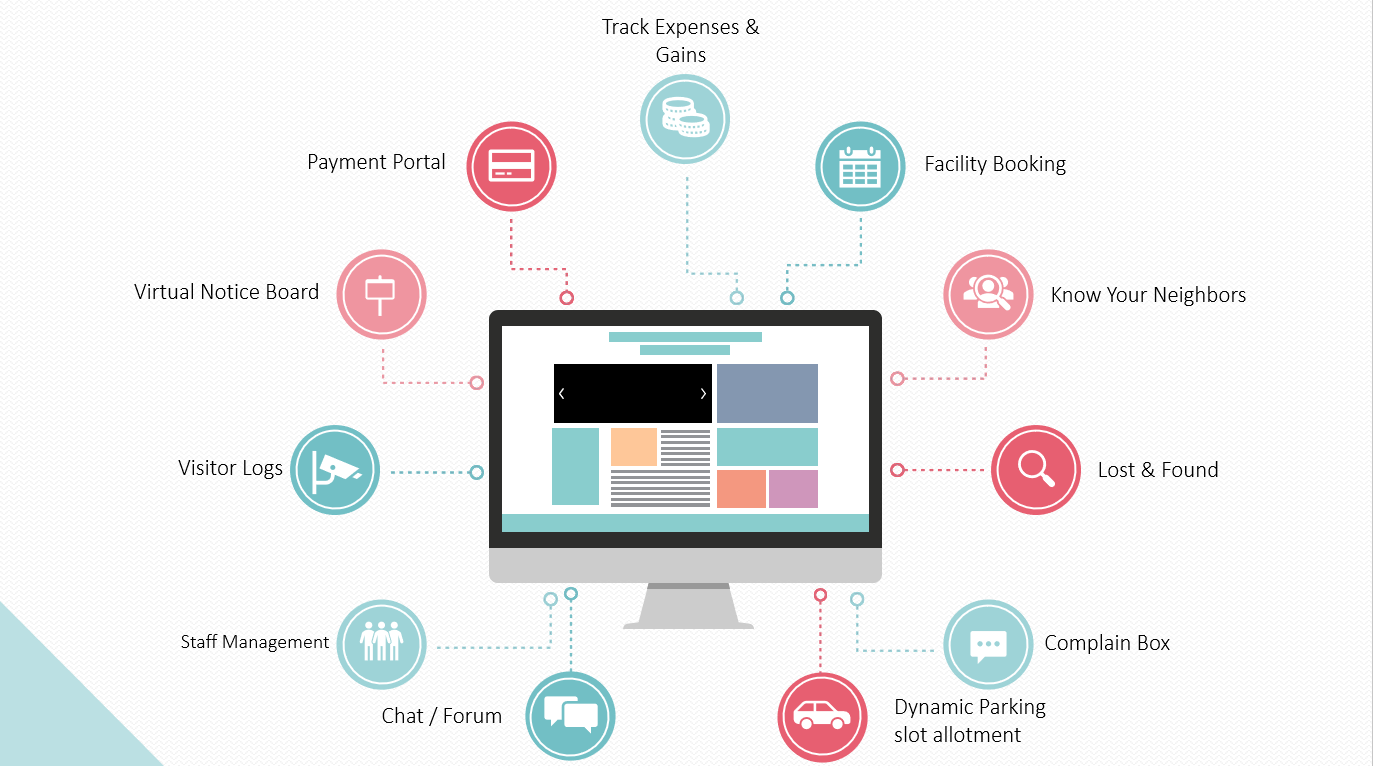 Track Expenses &
Gains
Payment Portal
Facility Booking
Virtual Notice Board
Know Your Neighbors
Visitor Logs
Lost & Found
Staff Management
Complain Box
Chat / Forum
Dynamic Parking
slot allotment